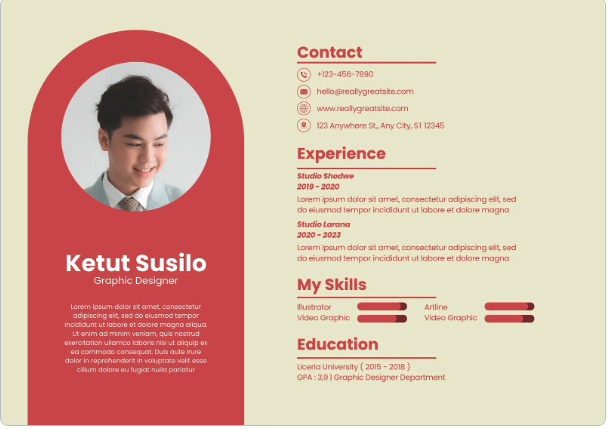 Ketut Susilo
Graphic Designer
Lorem ipsum dolor sit amet, consectetur
adipiscing elit, sed do eiusmod tempor
incididunt ut labore et dolore magna aliqua.
Ut enim ad minim veniam, quis nostrud
exercitation ullamco laboris nisi ut aliquip ex
ea commodo consequat. Duis aute irure
dolor in reprehenderit in voluptate velit esse
cillum dolore eu fugiat nulla pariatur
Contact
+123-456-7890
hello@reallygreatsite.com
www.reallygreatsite.com
123 Anywhere St., Any City, ST 12345
Experience
Studio Shodwe
2019 - 2020
Lorem ipsum dolor sit amet, consectetur adipiscing elit, sed
do eiusmod tempor incididunt ut labore et dolore magna
Studio Larana
2020 - 2023
Lorem ipsum dolor sit amet, consectetur adipiscing elit, sed
do eiusmod tempor incididunt ut labore et dolore magna
My Skills
Illustrator
Artline
Video Graphic
Video Graphic
Education
Liceria University ( 2015 - 2018 )
GPA : 3,9 | Graphic Designer Department